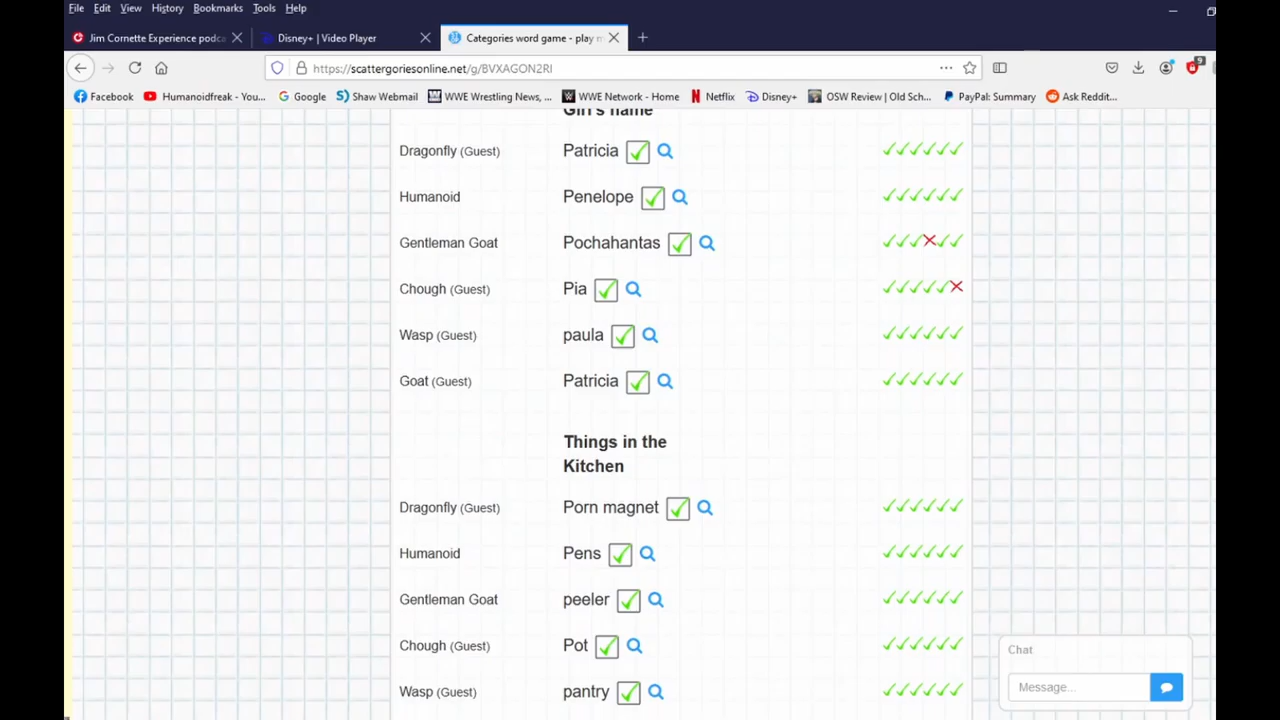 File Edit View History Bookmarks Tools Help
Jim Cornette Experience podca Disney+ | Video Player Categories word game - play m
https://scattergoriesonline.net/g/BVXAGON2RI
9
Facebook Humanoidfreak - You... Google Shaw Webmail WWE Wrestling News, ... WWE Network - Home Netflix Disney+ OSW Review | Old Sch... PayPal: Summary Ask Reddit...
Girl's name
Dragonfly (Guest) Patricia
Humanoid Penelope
Gentleman Goat Pochahantas
Chough (Guest) Pia
Wasp (Guest) paula
Goat (Guest) Patricia
Things in the
Kitchen
Dragonfly (Guest) Porn magnet
Humanoid Pens
Gentleman Goat peeler
Chough (Guest) Pot
Wasp (Guest) pantry
Chat
Message...